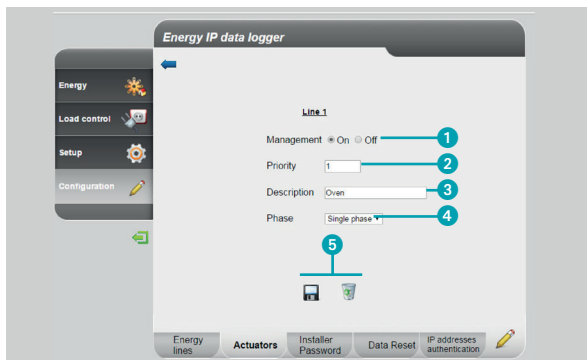 Energy IP data logger
Energy
Load control
Setup
Configuration
Line 1
Management On Off 1
Priority 1 2
Description Oven 3
Phase Single phase 4
5
Energy lines
Actuators
Installer Password
Data Reset
IP addresses authentication